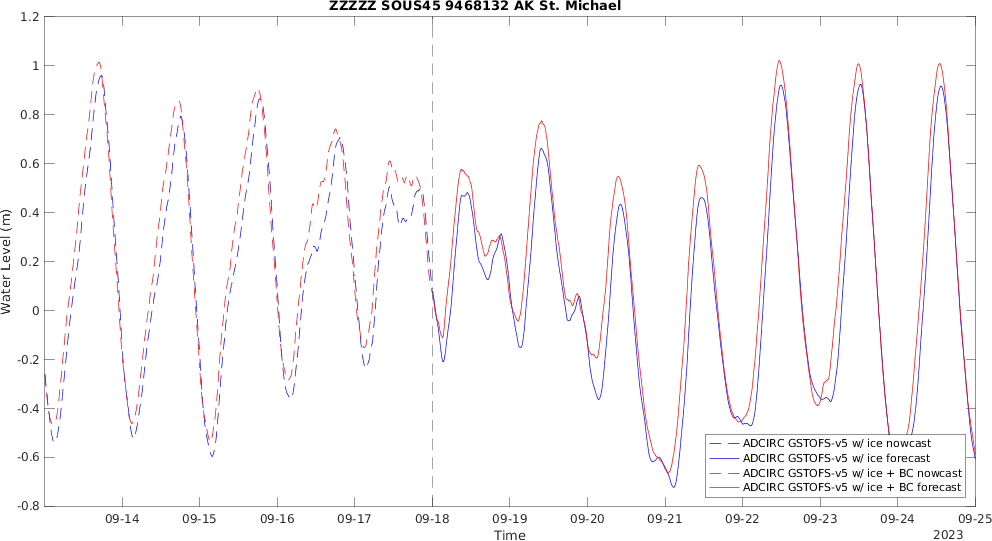 ZZZZZ SOUS45 9468132 AK St. Michael
1.2
1
0.8
0.6
0.4
0.2
0
-0.2
-0.4
-0.6
-0.8
Water Level (m)
ADCIRC GSTOFS-v5 w/ ice nowcast
ADCIRC GSTOFS-v5 w/ ice forecast
ADCIRC GSTOFS-v5 w/ ice + BC nowcast
ADCIRC GSTOFS-v5 w/ ice + BC forecast
09-14 09-15 09-16 09-17 09-18 09-19 09-20 09-21 09-22 09-23 09-24 09-25
Time
2023